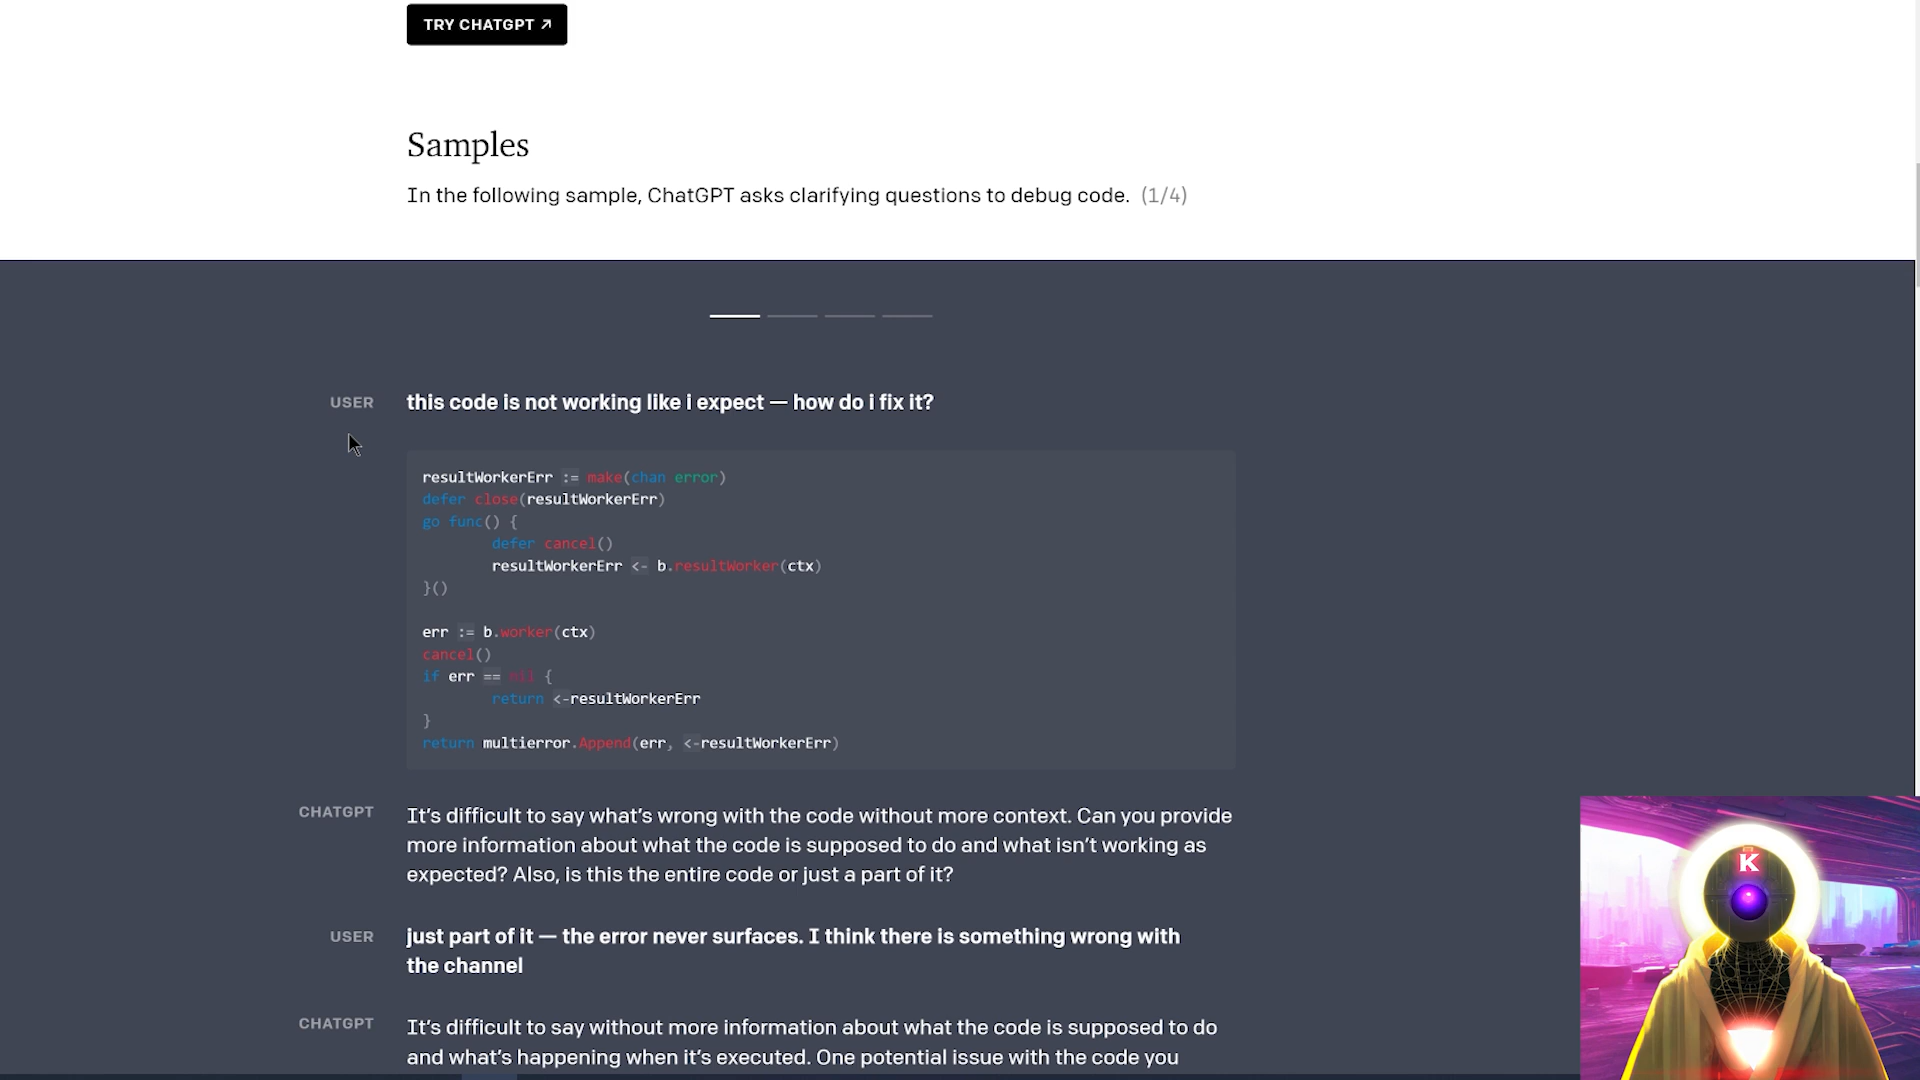 TRY CHATGPT ↗
Samples
In the following sample, ChatGPT asks clarifying questions to debug code. (1/4)
USER
this code is not working like i expect — how do i fix it?
resultWorkerErr := make(chan error)
defer close(resultWorkerErr)
go func() {
defer cancel()
resultWorkerErr <- b.resultWorker(ctx)
}()
err := b.worker(ctx)
cancel()
if err == nil {
return <-resultWorkerErr
}
return multierror.Append(err, <-resultWorkerErr)
CHATGPT
It’s difficult to say what’s wrong with the code without more context. Can you provide
more information about what the code is supposed to do and what isn’t working as
expected? Also, is this the entire code or just a part of it?
USER
just part of it — the error never surfaces. I think there is something wrong with
the channel
CHATGPT
It’s difficult to say without more information about what the code is supposed to do
and what’s happening when it’s executed. One potential issue with the code you
K